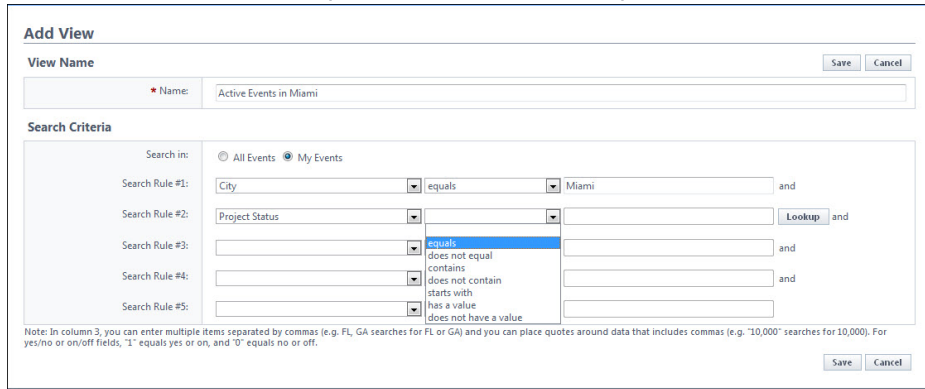 Add View
View Name
Save Cancel
* Name: Active Events in Miami
Search Criteria
Search in: All Events My Events
Search Rule #1: City equals Miami and
Search Rule #2: Project Status Lookup and
equals
Search Rule #3: and
does not equal
contains
does not contain
Search Rule #4: and
starts with
has a value
Search Rule #5:
does not have a value
Note: In column 3, you can enter multiple items separated by commas (e.g. FL, GA searches for FL or GA) and you can place quotes around data that includes commas (e.g. "10,000" searches for 10,000). For
yes/no or on/off fields, "1" equals yes or on, and "0" equals no or off.
Save Cancel